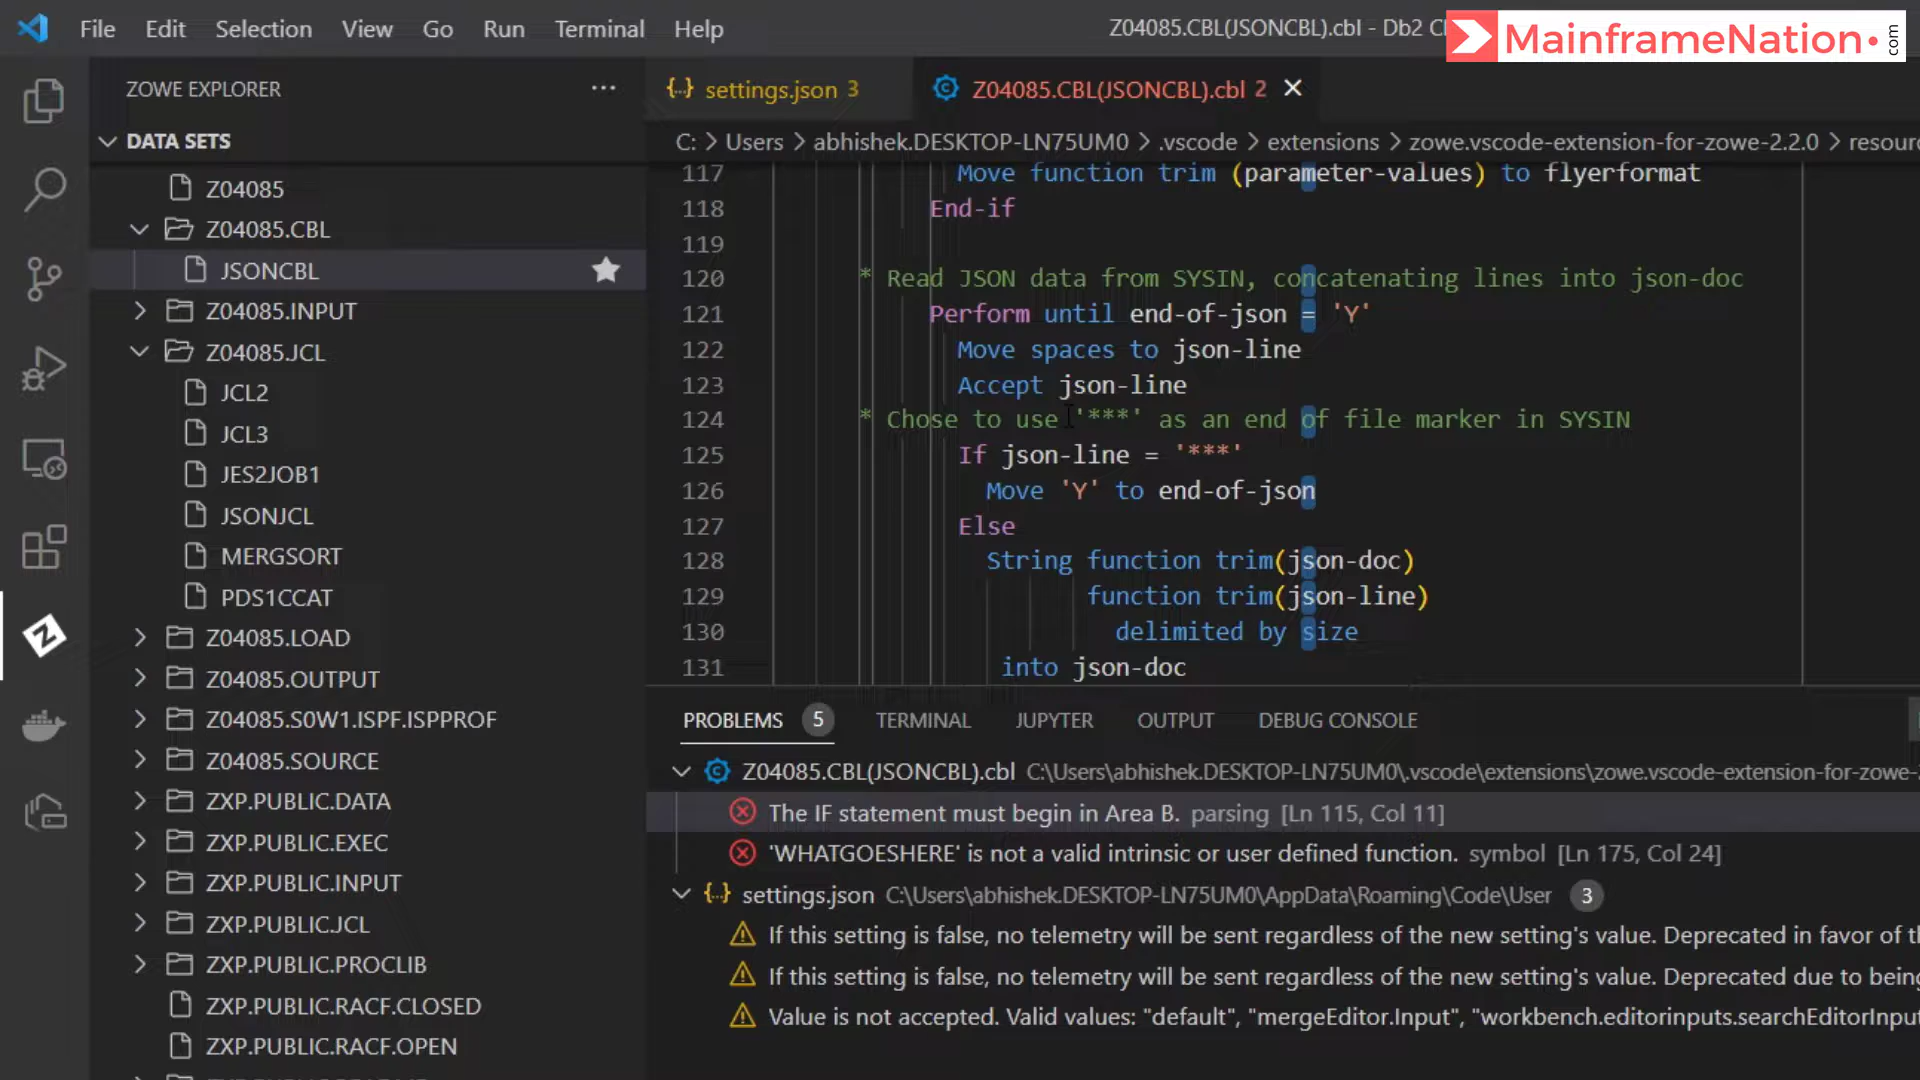 File Edit Selection View Go Run Terminal Help
Z04085.CBL(JSONCBL).cbl - Db2
MainframeNation.com
ZOWE EXPLORER
DATA SETS
Z04085
Z04085.CBL
JSONCBL
Z04085.INPUT
Z04085.JCL
JCL2
JCL3
JES2JOB1
JSONJCL
MERGSORT
PDS1CCAT
Z04085.LOAD
Z04085.OUTPUT
Z04085.S0W1.ISPF.ISPPROF
Z04085.SOURCE
ZXP.PUBLIC.DATA
ZXP.PUBLIC.EXEC
ZXP.PUBLIC.INPUT
ZXP.PUBLIC.JCL
ZXP.PUBLIC.PROCLIB
ZXP.PUBLIC.RACF.CLOSED
ZXP.PUBLIC.RACF.OPEN
{·} settings.json 3
Z04085.CBL(JSONCBL).cbl 2
C: > Users > abhishek.DESKTOP-LN75UM0 > .vscode > extensions > zowe.vscode-extension-for-zowe-2.2.0 >
117 Move function trim (parameter-values) to flyerformat
118 End-if
119
120 * Read JSON data from SYSIN, concatenating lines into json-doc
121 Perform until end-of-json = 'Y'
122 Move spaces to json-line
123 Accept json-line
124 * Chose to use '***' as an end of file marker in SYSIN
125 If json-line = '***'
126 Move 'Y' to end-of-json
127 Else
128 String function trim(json-doc)
129 function trim(json-line)
130 delimited by size
131 into json-doc
PROBLEMS 5 TERMINAL JUPYTER OUTPUT DEBUG CONSOLE
Z04085.CBL(JSONCBL).cbl C:\Users\abhishek.DESKTOP-LN75UM0\.vscode\extensions\zowe.vscode-extension-for-zowe-
The IF statement must begin in Area B. parsing [Ln 115, Col 11]
'WHATGOESHERE' is not a valid intrinsic or user defined function. symbol [Ln 175, Col 24]
{·} settings.json C:\Users\abhishek.DESKTOP-LN75UM0\AppData\Roaming\Code\User 3
If this setting is false, no telemetry will be sent regardless of the new setting's value. Deprecated in favor of
If this setting is false, no telemetry will be sent regardless of the new setting's value. Deprecated due to being
Value is not accepted. Valid values: "default", "mergeEditor.Input", "workbench.editorinputs.searchEditorInput